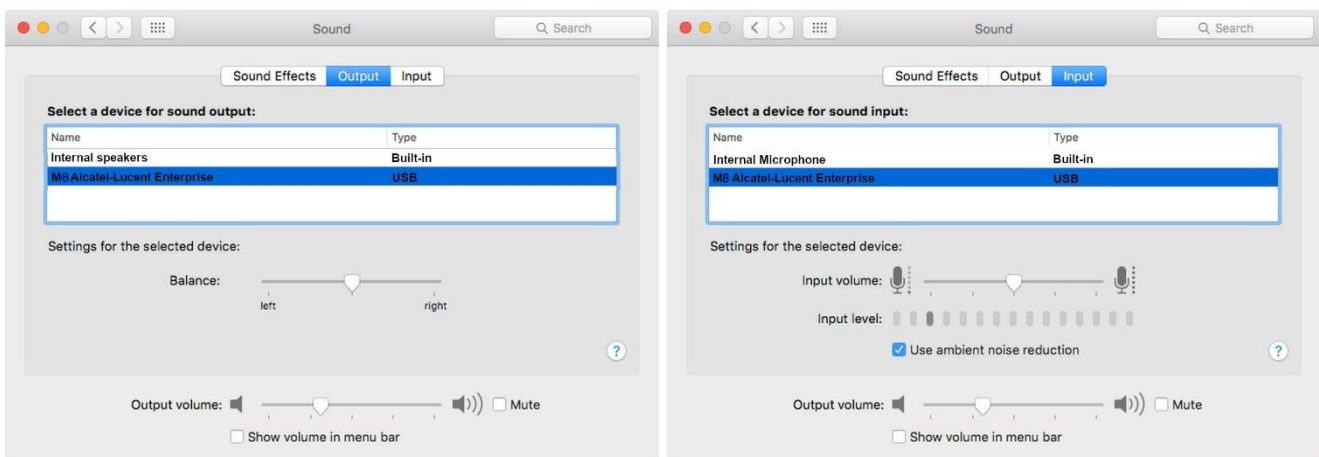 Sound
Search
Sound Effects Output Input
Select a device for sound output:
Name Type
Internal speakers Built-in
M8 Alcatel-Lucent Enterprise USB
Settings for the selected device:
Balance:
left right
?
Output volume: Mute
Show volume in menu bar
Sound
Search
Sound Effects Output Input
Select a device for sound input:
Name Type
Internal Microphone Built-in
M8 Alcatel-Lucent Enterprise USB
Settings for the selected device:
Input volume:
Input level:
Use ambient noise reduction
?
Output volume: Mute
Show volume in menu bar